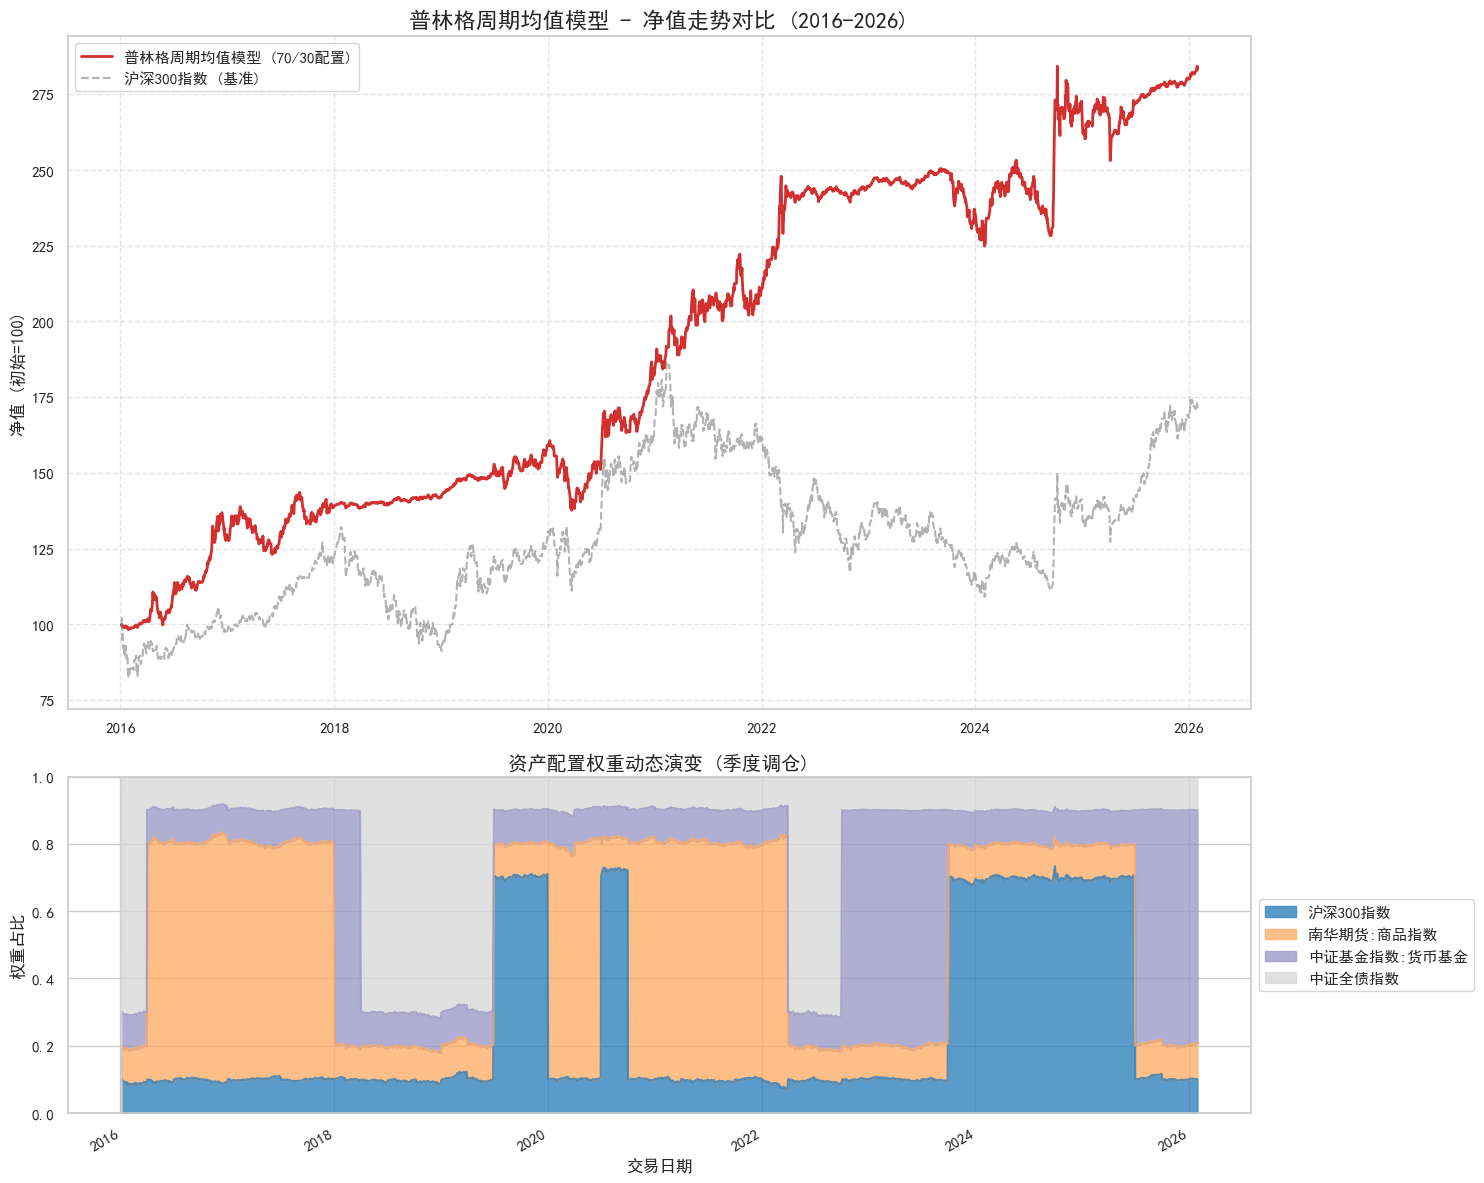 普林格周期均值模型 - 净值走势对比 (2016-2026)
普林格周期均值模型 (70/30配置)
沪深300指数 (基准)
净值 (初始=100)
275
250
225
200
175
150
125
100
75
2016
2018
2020
2022
2024
2026
资产配置权重动态演变 (季度调仓)
权重占比
1.0
0.8
0.6
0.4
0.2
0.0
沪深300指数
南华期货:商品指数
中证基金指数:货币基金
中证全债指数
2016
2018
2020
2022
2024
2026
交易日期